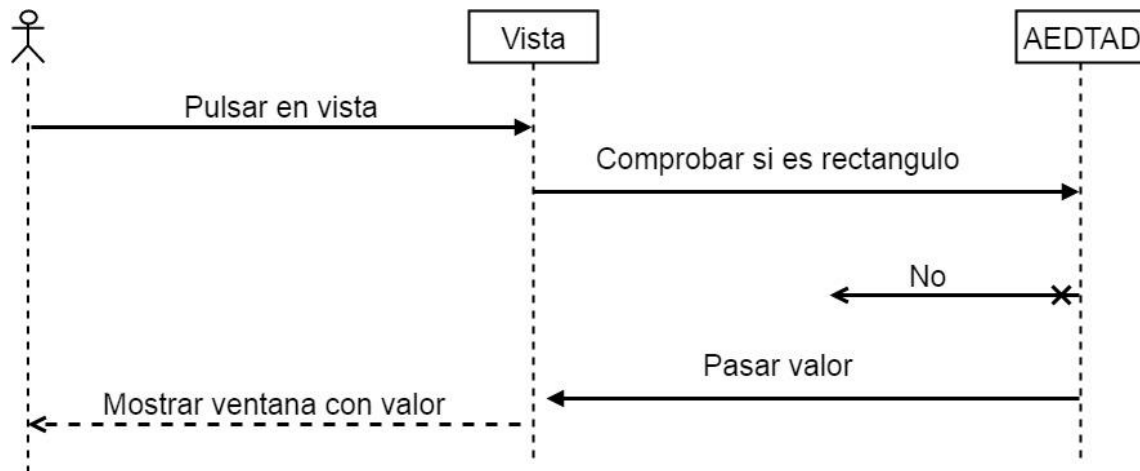 Vista
AEDTAD
Pulsar en vista
Comprobar si es rectangulo
No
Pasar valor
Mostrar ventana con valor